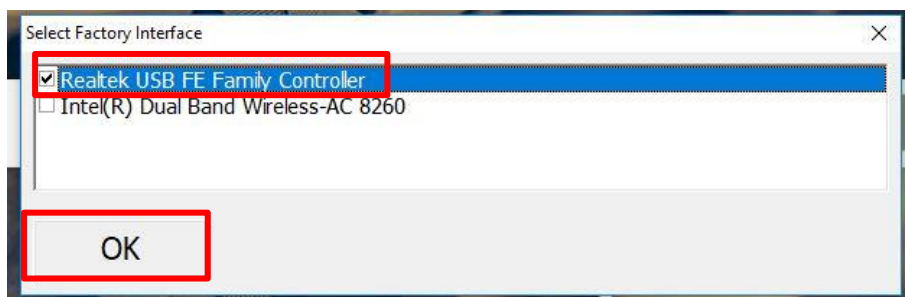 Select Factory Interface
Realtek USB FE Family Controller
Intel(R) Dual Band Wireless-AC 8260
OK